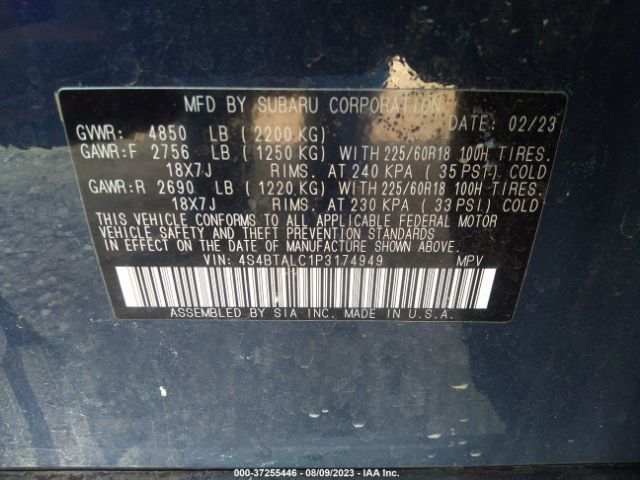 MFD BY SUBARU CORPORATION
DATE: 02/23
GVWR: 4850 LB (2200 KG)
GAWR:F 2756 LB (1250 KG) WITH 225/60R18 100H TIRES.
18X7J RIMS. AT 240 KPA (35 PSI) COLD
GAWR:R 2690 LB (1220 KG) WITH 225/60R18 100H TIRES.
18X7J RIMS. AT 230 KPA (33 PSI) COLD
THIS VEHICLE CONFORMS TO ALL APPLICABLE FEDERAL MOTOR
VEHICLE SAFETY AND THEFT PREVENTION STANDARDS
IN EFFECT ON THE DATE OF MANUFACTURE SHOWN ABOVE.
VIN: 4S4BTALC1P3174949 MPV
ASSEMBLED BY SIA INC. MADE IN U.S.A.
000-37255446 - 08/09/2023 - IAA Inc.